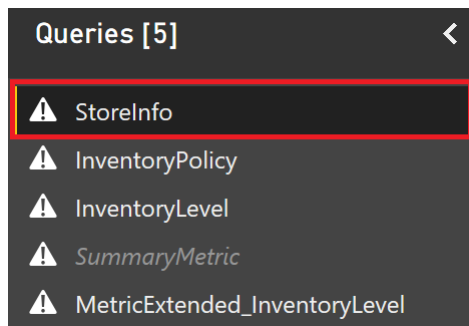 Queries [5]
StoreInfo
InventoryPolicy
InventoryLevel
SummaryMetric
MetricExtended_InventoryLevel